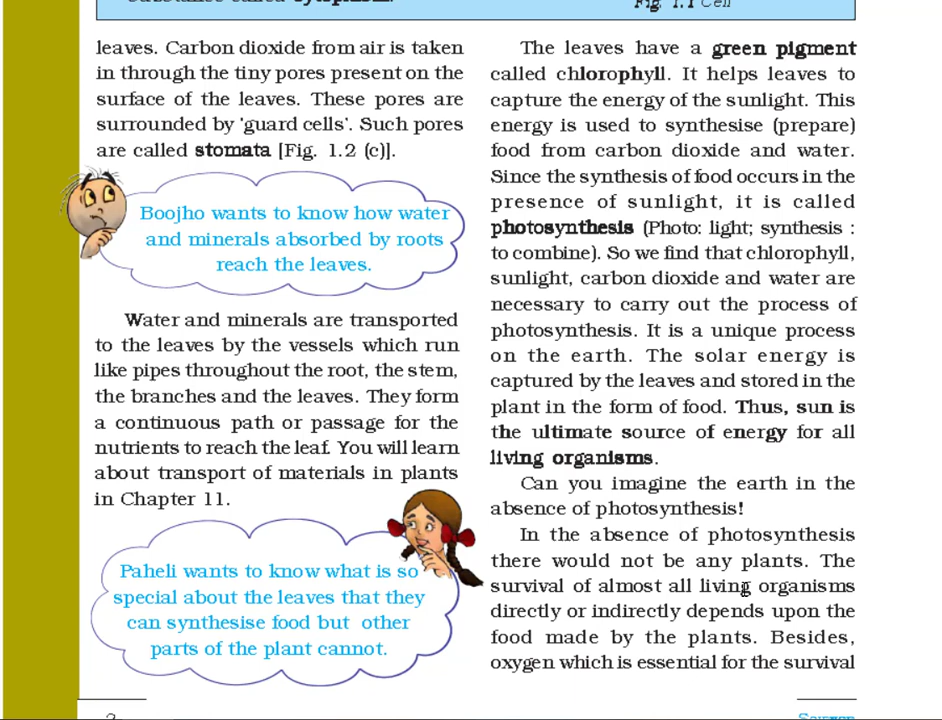 substance called cytoplasm.
Fig. 1.1 Cell
leaves. Carbon dioxide from air is taken
in through the tiny pores present on the
surface of the leaves. These pores are
surrounded by 'guard cells'. Such pores
are called stomata [Fig. 1.2 (c)].
Boojho wants to know how water
and minerals absorbed by roots
reach the leaves.
Water and minerals are transported
to the leaves by the vessels which run
like pipes throughout the root, the stem,
the branches and the leaves. They form
a continuous path or passage for the
nutrients to reach the leaf. You will learn
about transport of materials in plants
in Chapter 11.
Paheli wants to know what is so
special about the leaves that they
can synthesise food but other
parts of the plant cannot.
The leaves have a green pigment
called chlorophyll. It helps leaves to
capture the energy of the sunlight. This
energy is used to synthesise (prepare)
food from carbon dioxide and water.
Since the synthesis of food occurs in the
presence of sunlight, it is called
photosynthesis (Photo: light; synthesis :
to combine). So we find that chlorophyll,
sunlight, carbon dioxide and water are
necessary to carry out the process of
photosynthesis. It is a unique process
on the earth. The solar energy is
captured by the leaves and stored in the
plant in the form of food. Thus, sun is
the ultimate source of energy for all
living organisms.
Can you imagine the earth in the
absence of photosynthesis!
In the absence of photosynthesis
there would not be any plants. The
survival of almost all living organisms
directly or indirectly depends upon the
food made by the plants. Besides,
oxygen which is essential for the survival